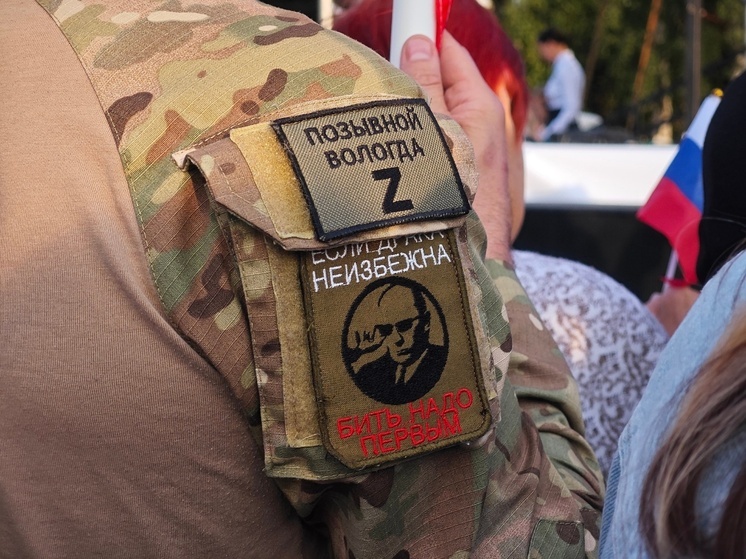 ПОЗЫВНОЙ
ВОЛОГДА
Z
ЕСЛИ ДРАКА
НЕИЗБЕЖНА
БИТЬ НАДО
ПЕРВЫМ